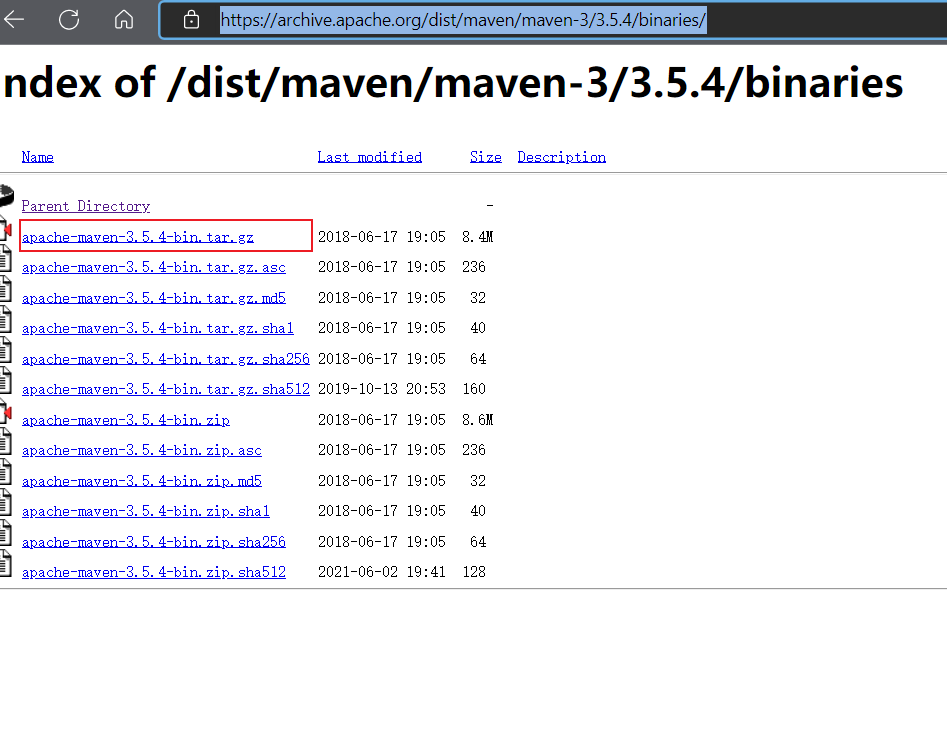 https://archive.apache.org/dist/maven/maven-3/3.5.4/binaries/
ndex of /dist/maven/maven-3/3.5.4/binaries
Name Last modified Size Description
Parent Directory -
apache-maven-3.5.4-bin.tar.gz 2018-06-17 19:05 8.4M
apache-maven-3.5.4-bin.tar.gz.asc 2018-06-17 19:05 236
apache-maven-3.5.4-bin.tar.gz.md5 2018-06-17 19:05 32
apache-maven-3.5.4-bin.tar.gz.sha1 2018-06-17 19:05 40
apache-maven-3.5.4-bin.tar.gz.sha256 2018-06-17 19:05 64
apache-maven-3.5.4-bin.tar.gz.sha512 2019-10-13 20:53 160
apache-maven-3.5.4-bin.zip 2018-06-17 19:05 8.6M
apache-maven-3.5.4-bin.zip.asc 2018-06-17 19:05 236
apache-maven-3.5.4-bin.zip.md5 2018-06-17 19:05 32
apache-maven-3.5.4-bin.zip.sha1 2018-06-17 19:05 40
apache-maven-3.5.4-bin.zip.sha256 2018-06-17 19:05 64
apache-maven-3.5.4-bin.zip.sha512 2021-06-02 19:41 128